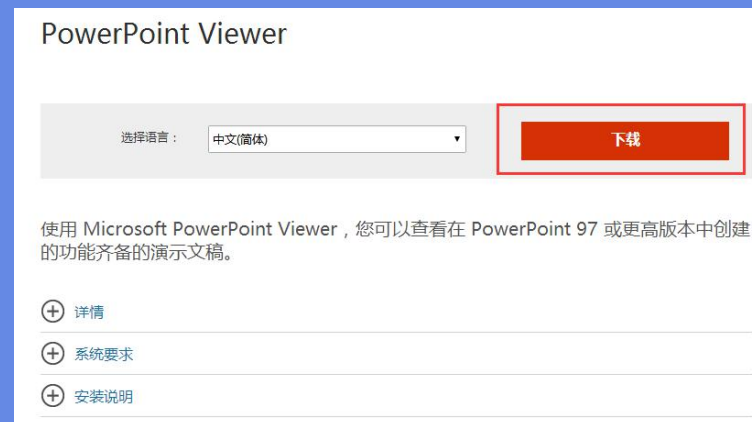 PowerPoint Viewer
选择语言： 中文(简体) 下载
使用 Microsoft PowerPoint Viewer，您可以查看在 PowerPoint 97 或更高版本中创建
的功能齐备的演示文稿。
详情
系统要求
安装说明